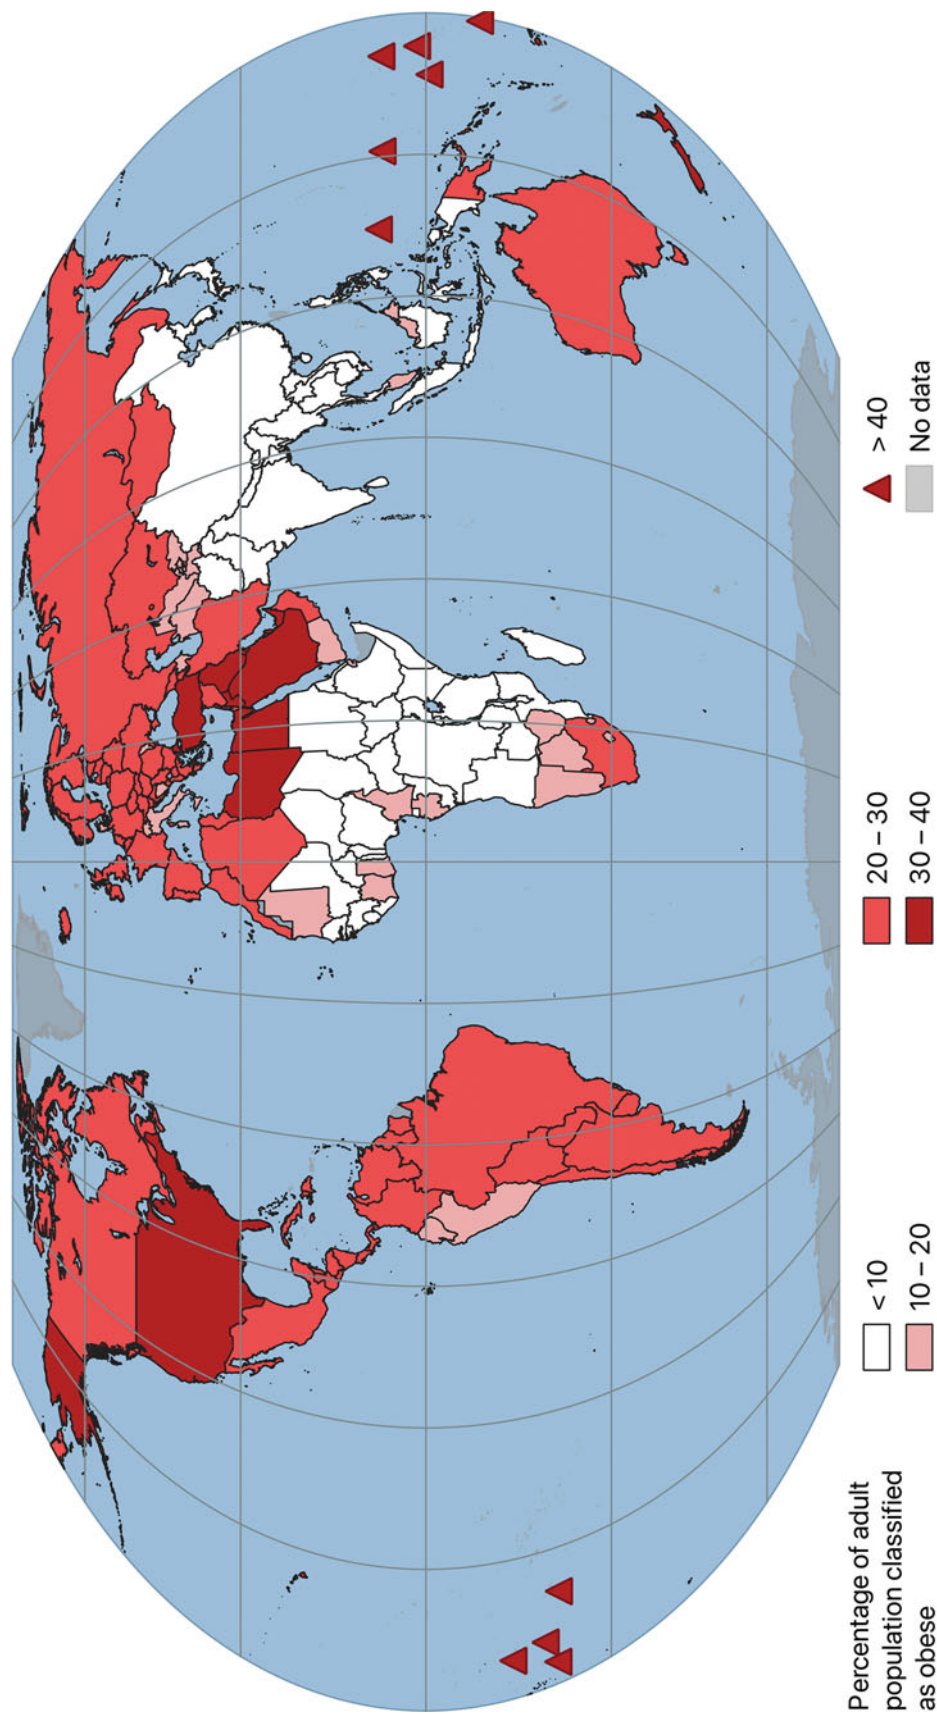 Percentage of adult
population classified
as obese
< 10
10 – 20
20 – 30
30 – 40
> 40
No data